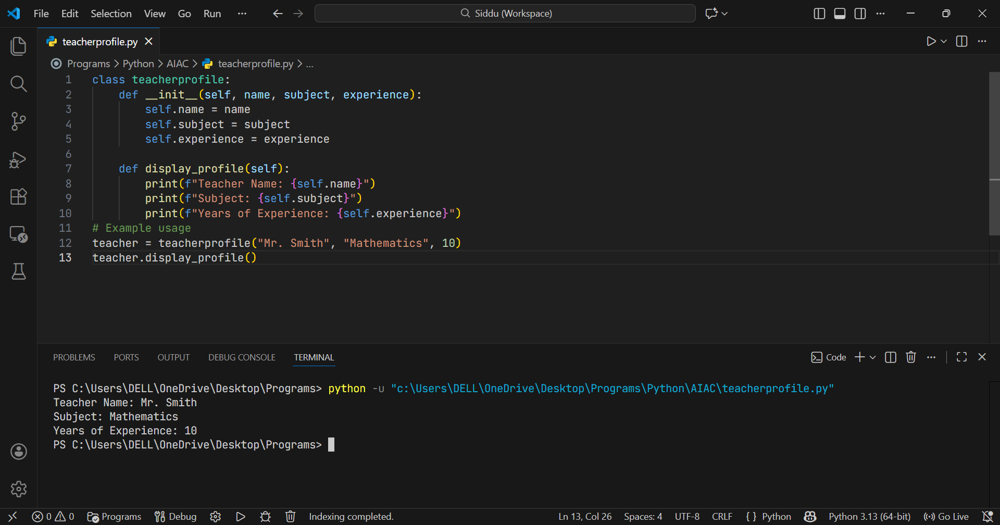 File Edit Selection View Go Run ··· Siddu (Workspace)
teacherprofile.py
Programs > Python > AIAC > teacherprofile.py > ...
1 class teacherprofile:
2     def __init__(self, name, subject, experience):
3         self.name = name
4         self.subject = subject
5         self.experience = experience
6
7     def display_profile(self):
8         print(f"Teacher Name: {self.name}")
9         print(f"Subject: {self.subject}")
10         print(f"Years of Experience: {self.experience}")
11 # Example usage
12 teacher = teacherprofile("Mr. Smith", "Mathematics", 10)
13 teacher.display_profile()
PROBLEMS PORTS OUTPUT DEBUG CONSOLE TERMINAL Code
PS C:\Users\DELL\OneDrive\Desktop\Programs> python -u "c:\Users\DELL\OneDrive\Desktop\Programs\Python\AIAC\teacherprofile.py"
Teacher Name: Mr. Smith
Subject: Mathematics
Years of Experience: 10
PS C:\Users\DELL\OneDrive\Desktop\Programs>
0 0 Programs Debug Indexing completed. Ln 13, Col 26 Spaces: 4 UTF-8 CRLF { } Python Python 3.13 (64-bit) Go Live